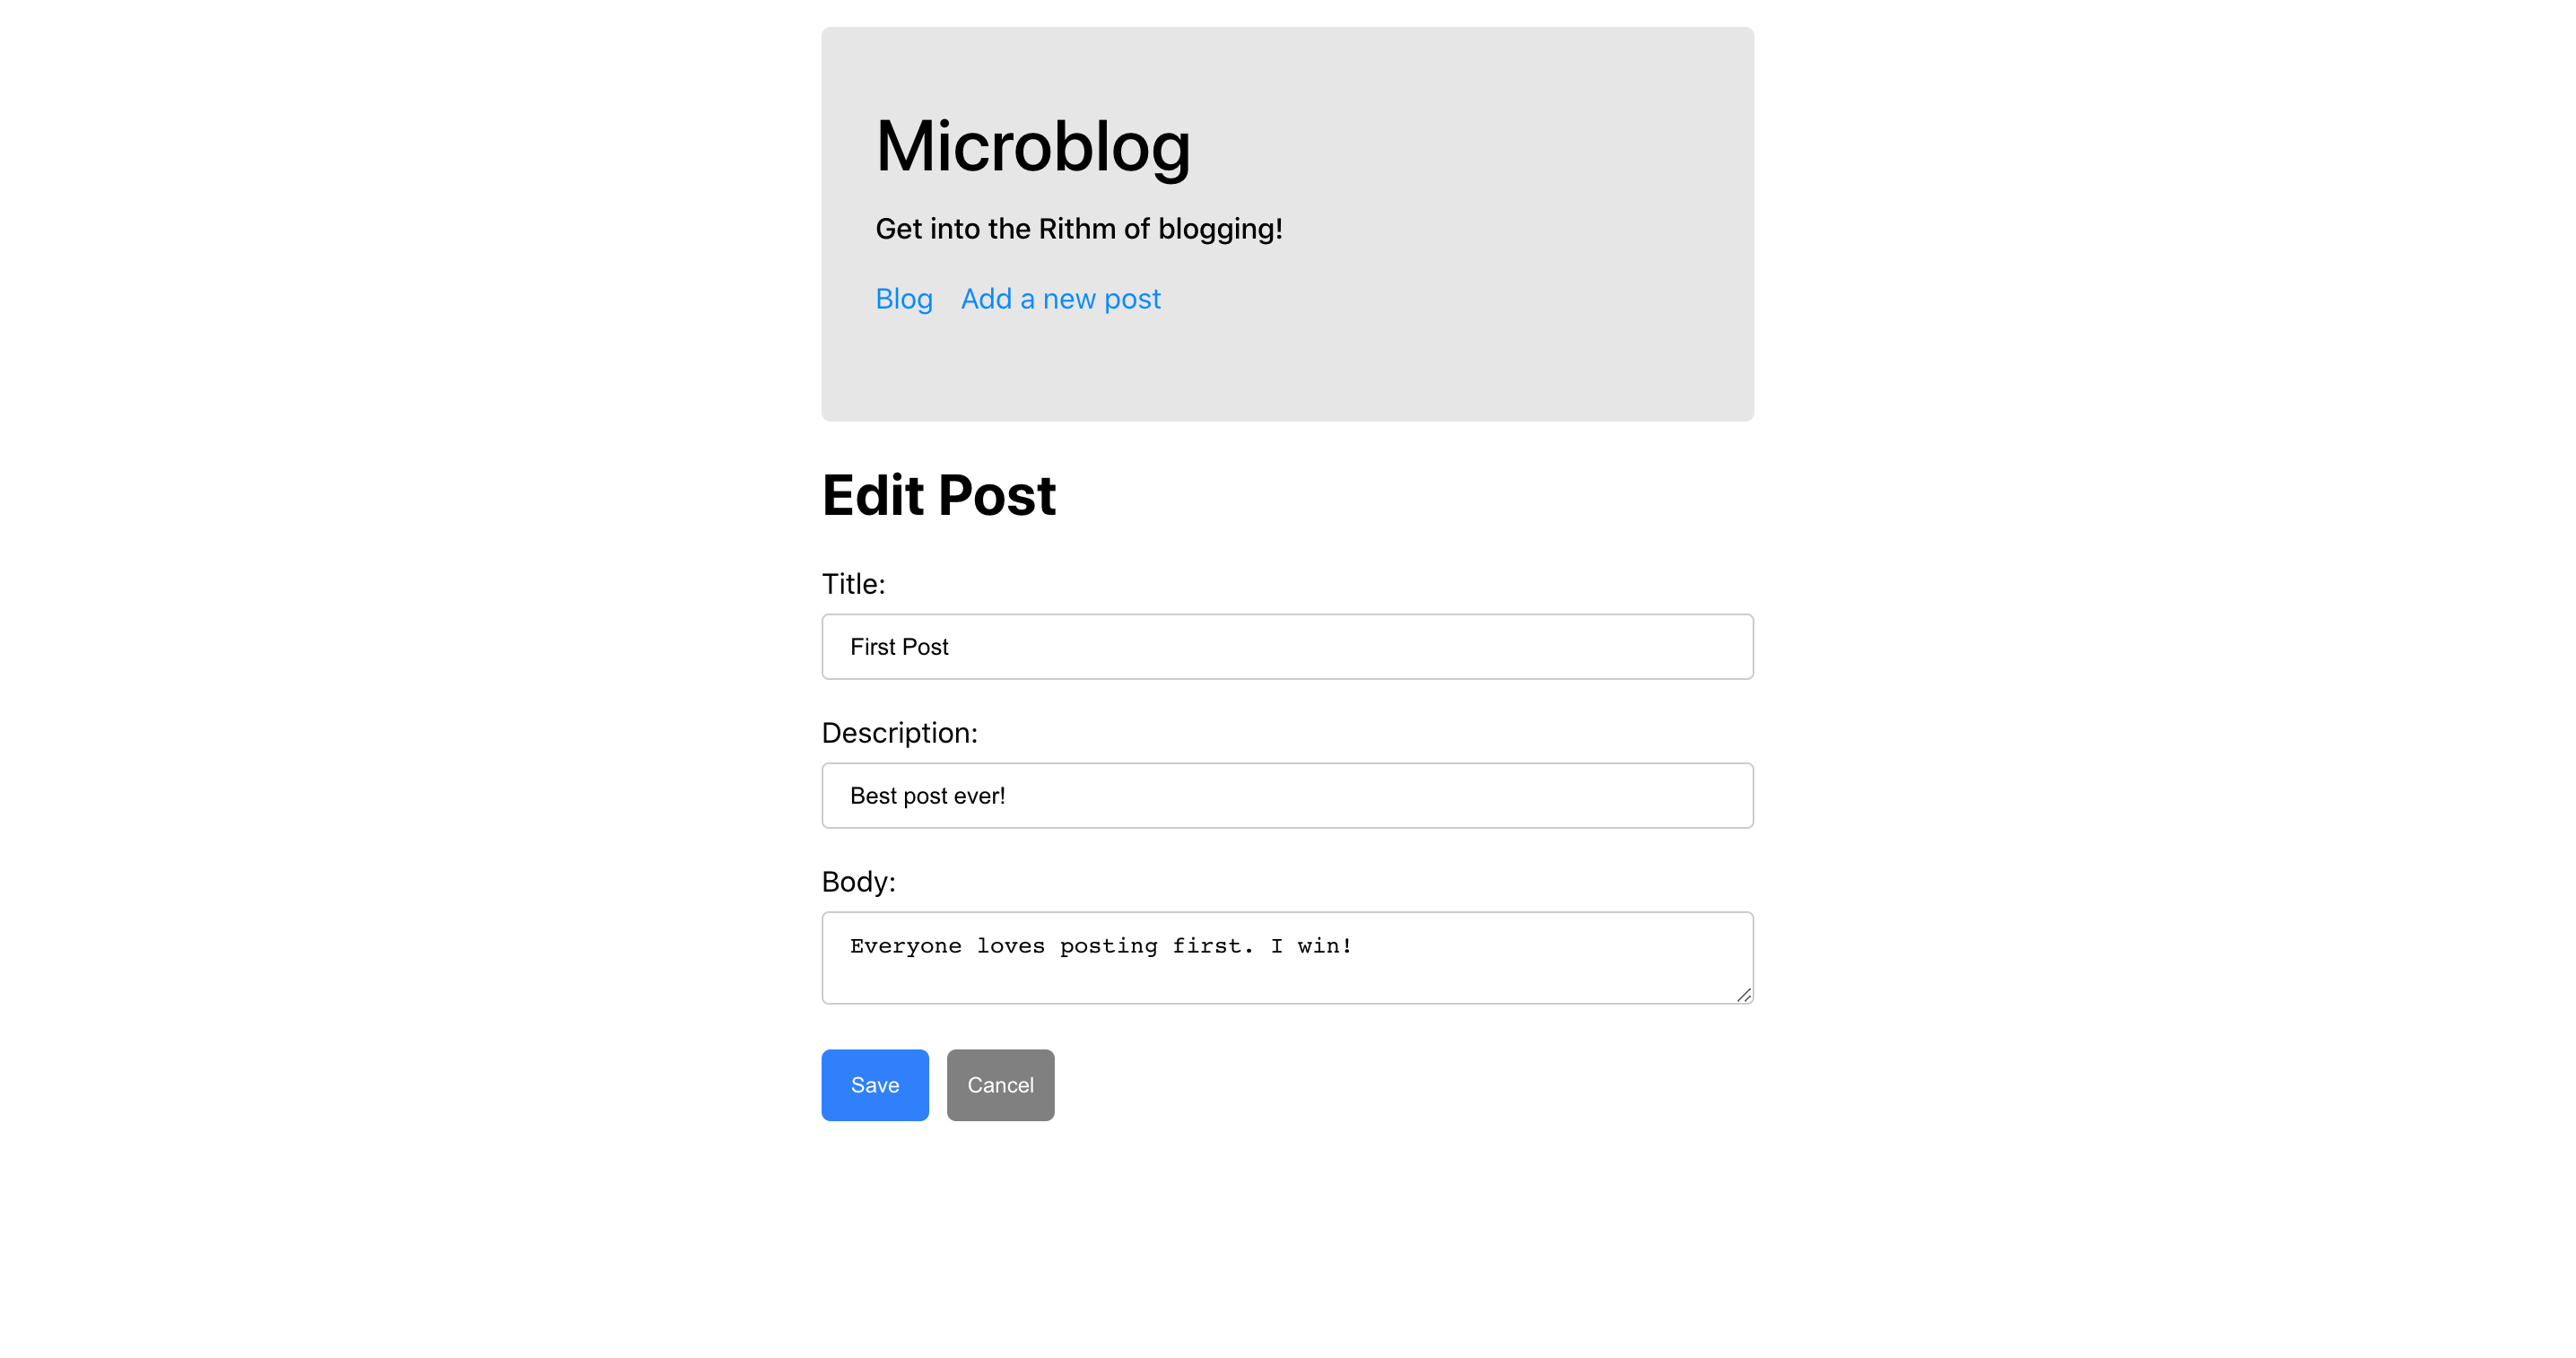 Microblog
Get into the Rithm of blogging!
Blog Add a new post
Edit Post
Title:
First Post
Description:
Best post ever!
Body:
Everyone loves posting first. I win!
Save Cancel